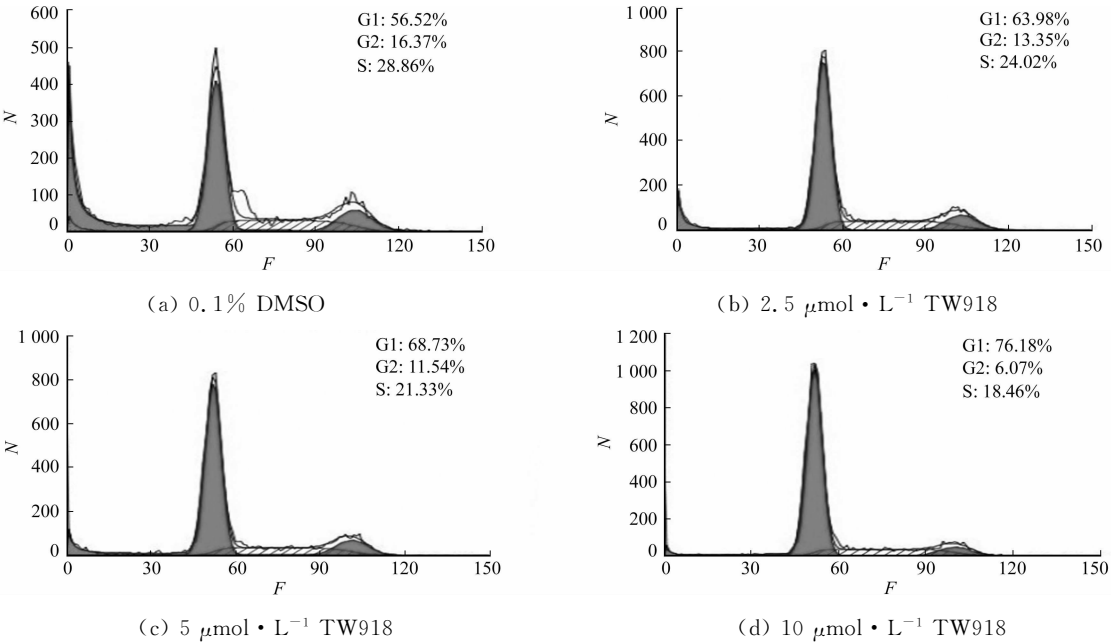 600
500
400
300
200
100
0
N
0 30 60 90 120 150
F
G1: 56.52%
G2: 16.37%
S: 28.86%
(a) 0.1% DMSO
1 000
800
600
400
200
0
N
0 30 60 90 120 150
F
G1: 63.98%
G2: 13.35%
S: 24.02%
(b) 2.5 μmol·L⁻¹ TW918
1 000
800
600
400
200
0
N
0 30 60 90 120 150
F
G1: 68.73%
G2: 11.54%
S: 21.33%
(c) 5 μmol·L⁻¹ TW918
1 200
1 000
800
600
400
200
0
N
0 30 60 90 120 150
F
G1: 76.18%
G2: 6.07%
S: 18.46%
(d) 10 μmol·L⁻¹ TW918